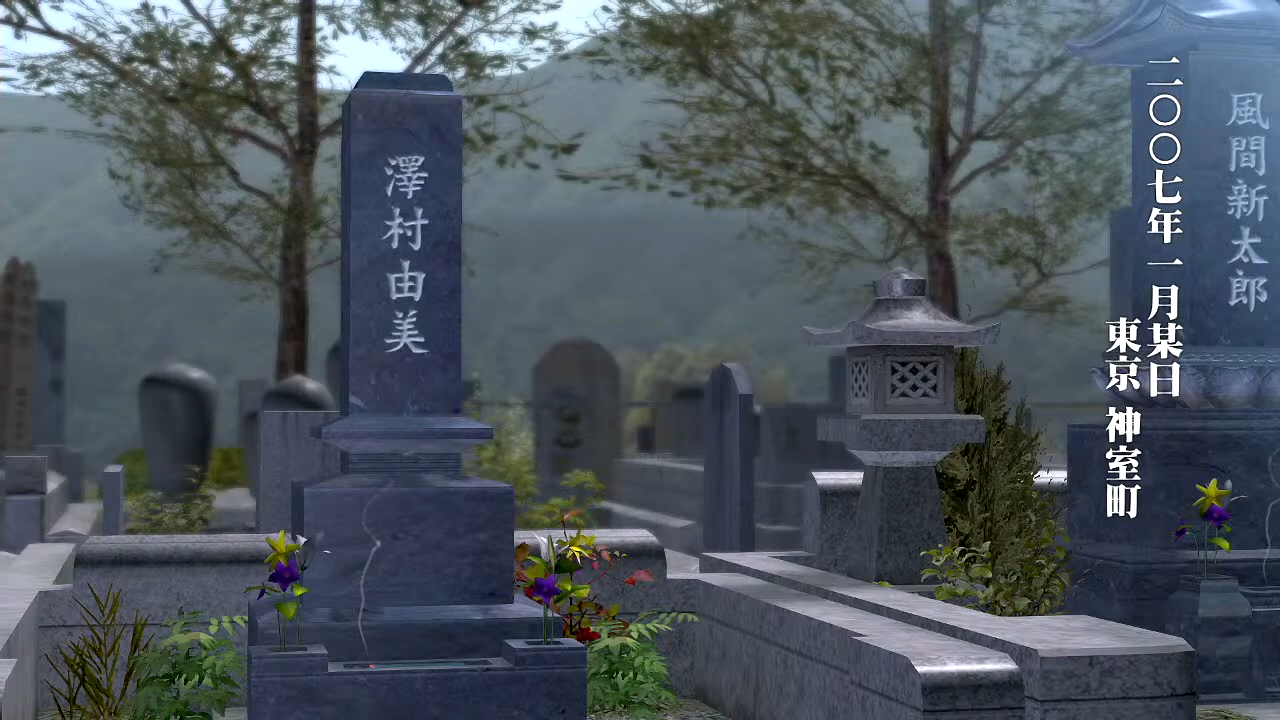 二〇〇七年一月某日
東京 神室町
風間新太郎
澤村由美